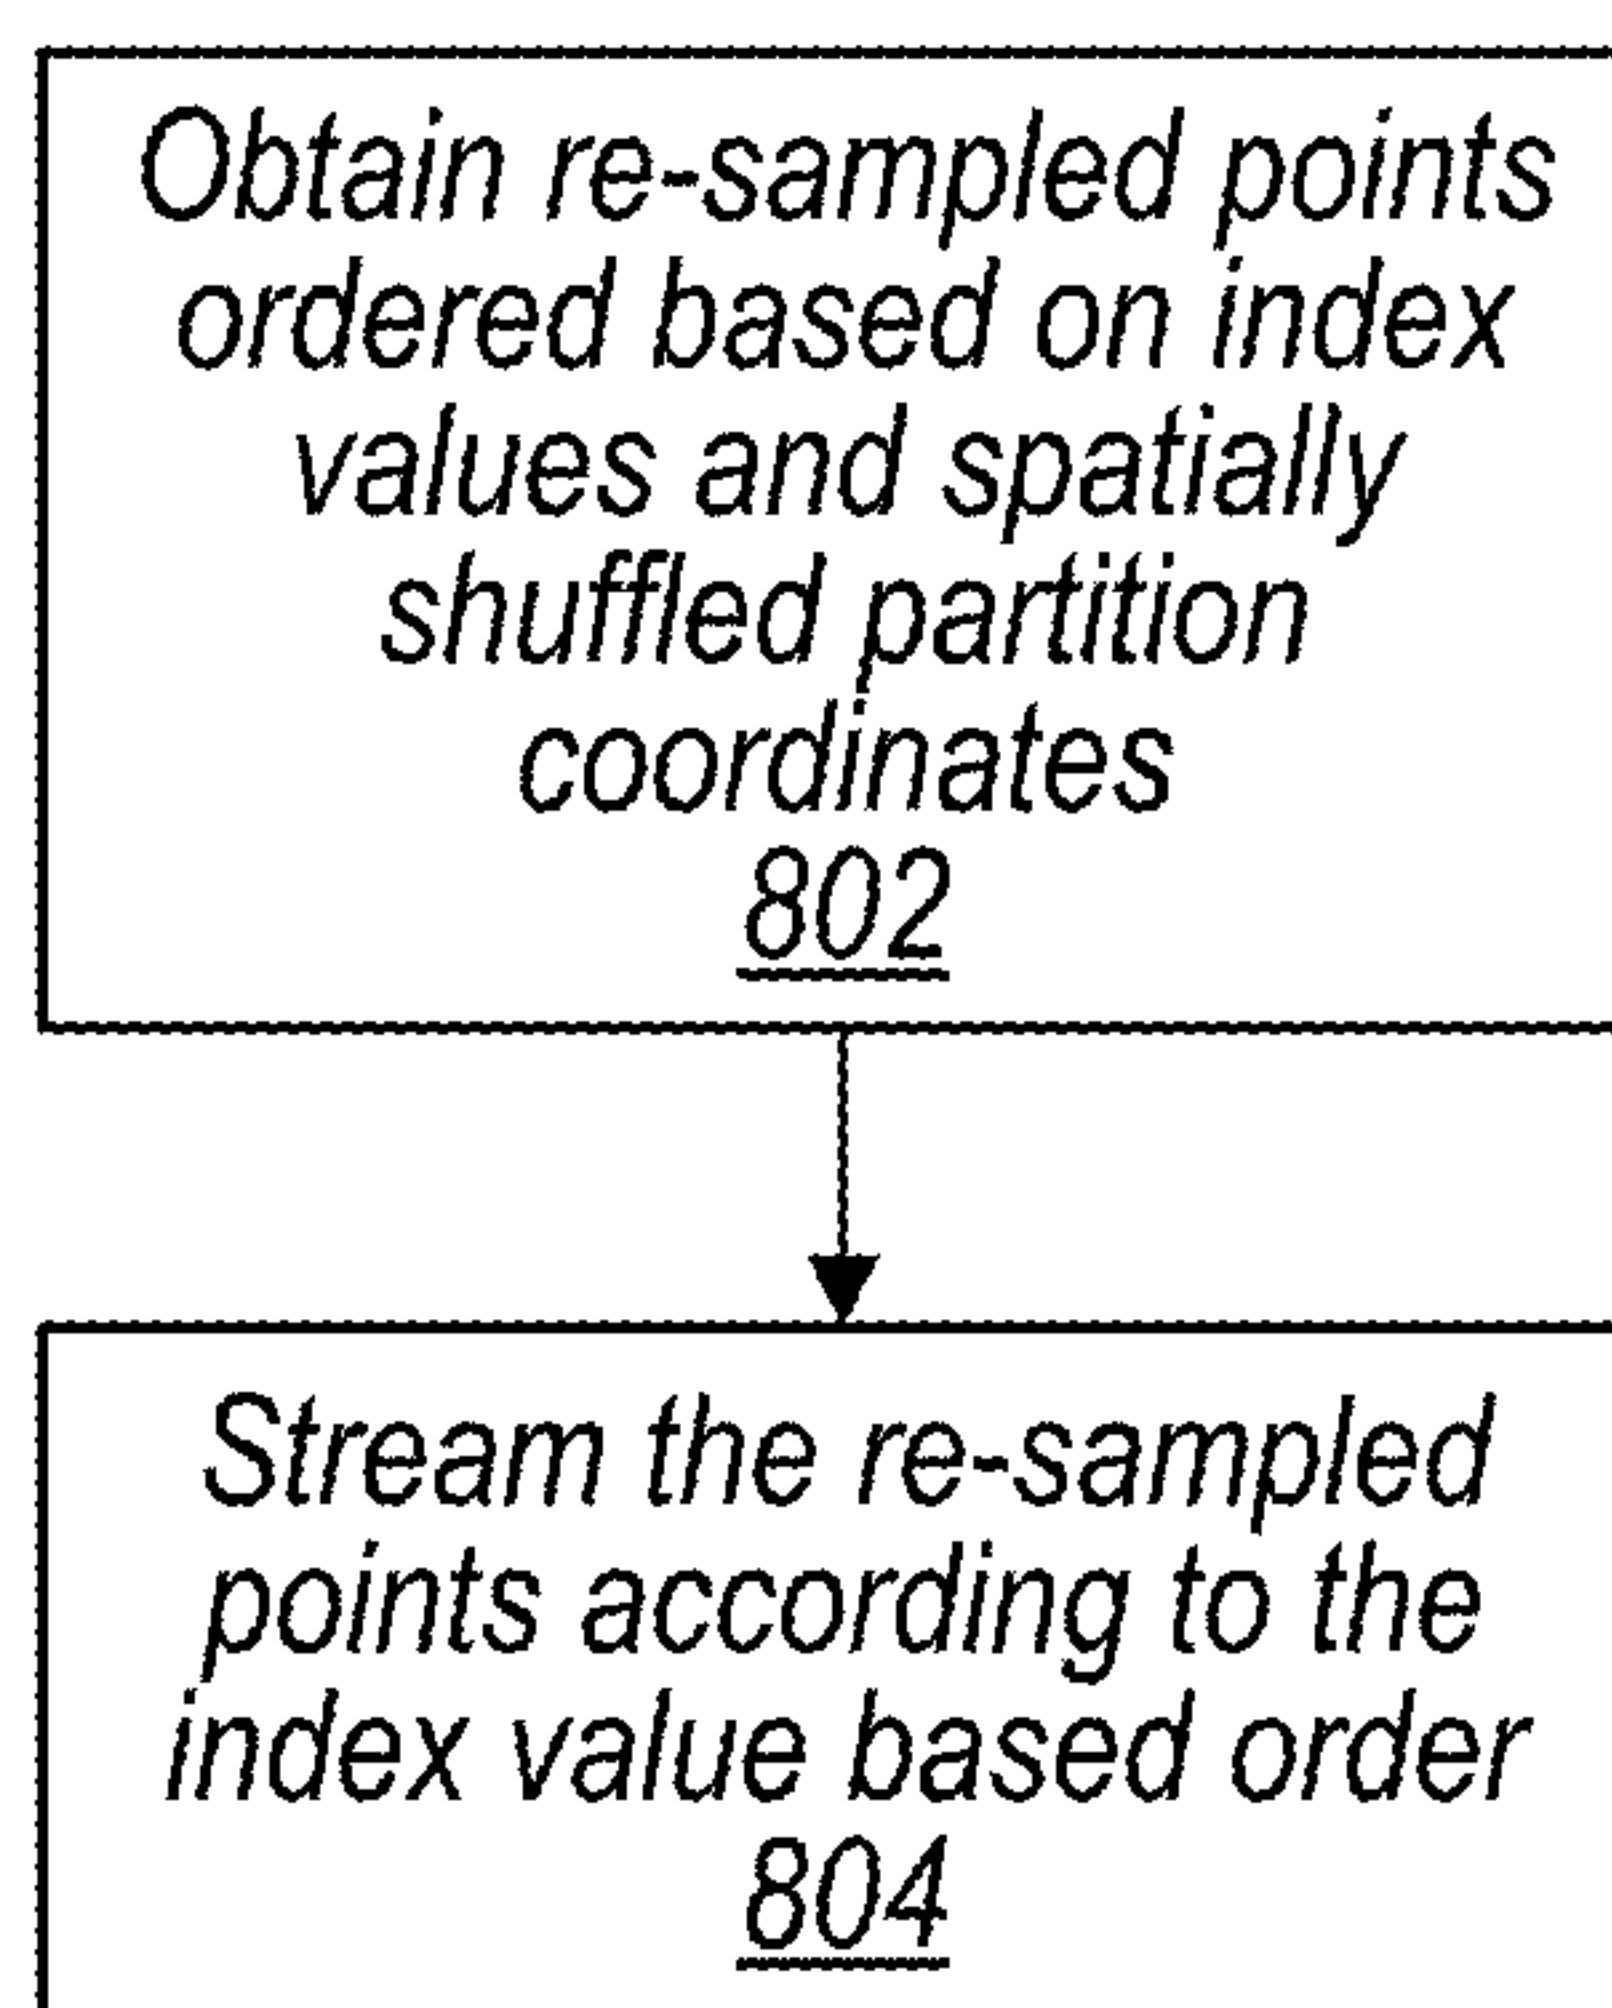 Obtain re-sampled points
ordered based on index
values and spatially
shuffled partition
coordinates
802
Stream the re-sampled
points according to the
index value based order
804